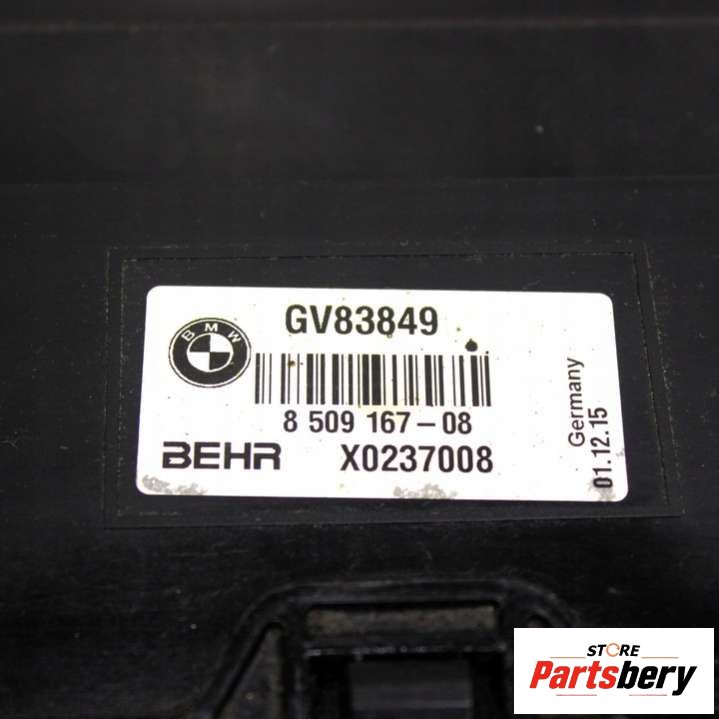 GV83849
BMW
8 509 167-08
BEHR X0237008
Germany
01.12.15
STORE
Partsbery